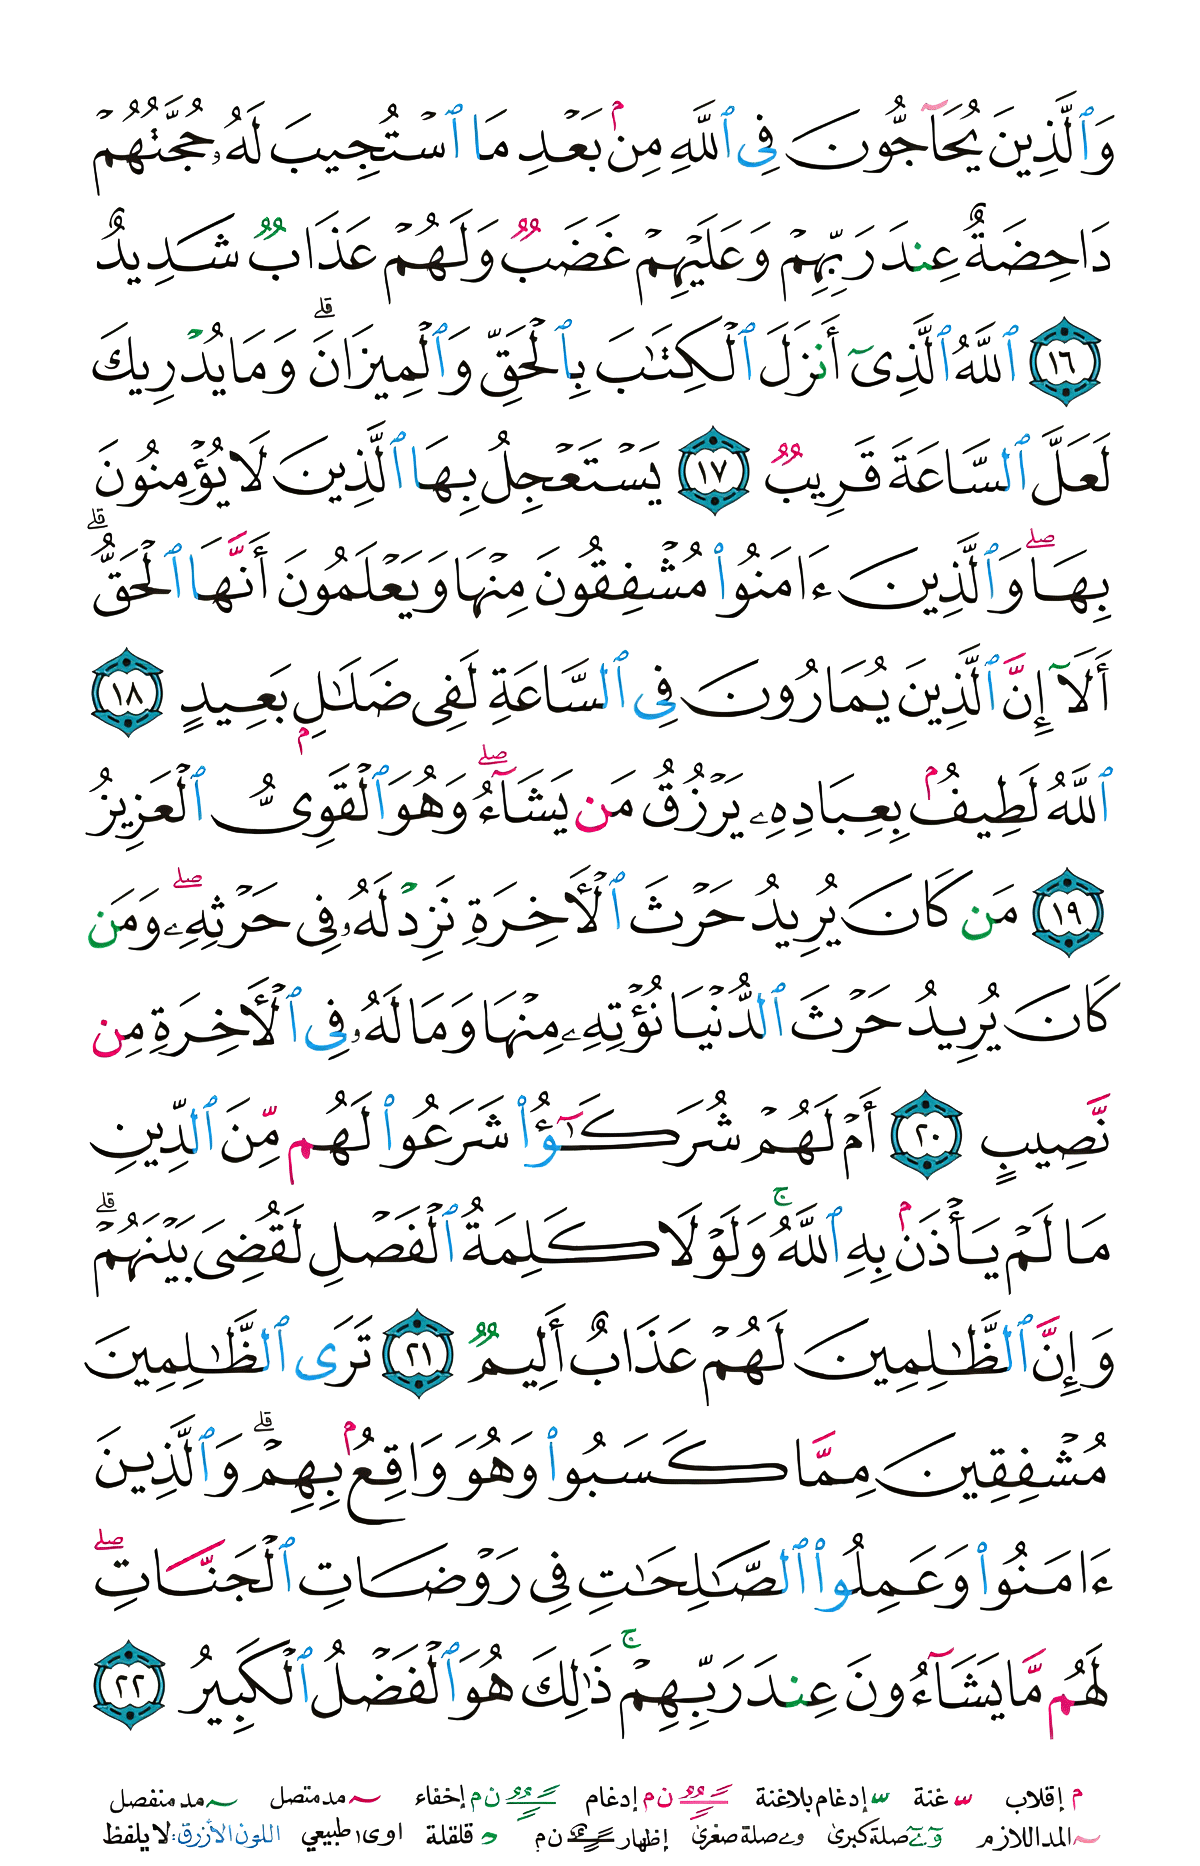 وَٱلَّذِينَ يُحَآجُّونَ فِى ٱللَّهِ مِنۢ بَعۡدِ مَا ٱسۡتُجِيبَ لَهُۥ حُجَّتُهُمۡ
دَاحِضَةٌ عِندَ رَبِّهِمۡ وَعَلَيۡهِمۡ غَضَبٞ وَلَهُمۡ عَذَابٞ شَدِيدٌ
١٦ ٱللَّهُ ٱلَّذِىٓ أَنزَلَ ٱلۡكِتَٰبَ بِٱلۡحَقِّ وَٱلۡمِيزَانَۗ وَمَا يُدۡرِيكَ
لَعَلَّ ٱلسَّاعَةَ قَرِيبٞ ١٧ يَسۡتَعۡجِلُ بِهَا ٱلَّذِينَ لَا يُؤۡمِنُونَ
بِهَاۖ وَٱلَّذِينَ ءَامَنُواْ مُشۡفِقُونَ مِنۡهَا وَيَعۡلَمُونَ أَنَّهَا ٱلۡحَقُّۗ
أَلَآ إِنَّ ٱلَّذِينَ يُمَارُونَ فِى ٱلسَّاعَةِ لَفِى ضَلَٰلِۭ بَعِيدٍ ١٨
ٱللَّهُ لَطِيفُۢ بِعِبَادِهِۦ يَرۡزُقُ مَن يَشَآءُۖ وَهُوَ ٱلۡقَوِىُّ ٱلۡعَزِيزُ
١٩ مَن كَانَ يُرِيدُ حَرۡثَ ٱلۡأَخِرَةِ نَزِدۡ لَهُۥ فِى حَرۡثِهِۦۖ وَمَن
كَانَ يُرِيدُ حَرۡثَ ٱلدُّنۡيَا نُؤۡتِهِۦ مِنۡهَا وَمَا لَهُۥ فِى ٱلۡأَخِرَةِ مِن
نَّصِيبٍ ٢٠ أَمۡ لَهُمۡ شُرَكَٰٓؤُاْ شَرَعُواْ لَهُم مِّنَ ٱلدِّينِ
مَا لَمۡ يَأۡذَنۢ بِهِ ٱللَّهُۚ وَلَوۡلَا كَلِمَةُ ٱلۡفَصۡلِ لَقُضِىَ بَيۡنَهُمۡۗ
وَإِنَّ ٱلظَّٰلِمِينَ لَهُمۡ عَذَابٌ أَلِيمٞ ٢١ تَرَى ٱلظَّٰلِمِينَ
مُشۡفِقِينَ مِمَّا كَسَبُواْ وَهُوَ وَاقِعُۢ بِهِمۡۗ وَٱلَّذِينَ
ءَامَنُواْ وَعَمِلُواْ ٱلصَّٰلِحَٰتِ فِى رَوۡضَاتِ ٱلۡجَنَّاتِۖ
لَهُم مَّا يَشَآءُونَ عِندَ رَبِّهِمۡۚ ذَٰلِكَ هُوَ ٱلۡفَضۡلُ ٱلۡكَبِيرُ ٢٢
م إقلاب غنة إدغام بلاغنة ن م إدغام ن م إخفاء مد متصل مد منفصل
المد اللازم و ے صلة كبرى و ے صلة صغرى إظهار ن م قلقلة اوى طبيعي اللون الأزرق: لا يلفظ